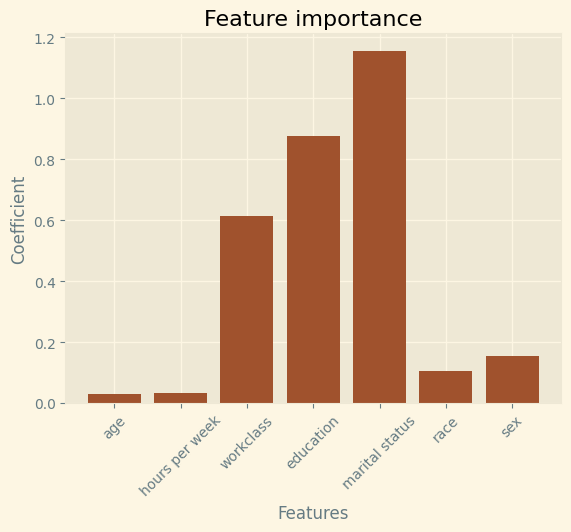 Feature importance
Coefficient
1.2
1.0
0.8
0.6
0.4
0.2
0.0
age
hours per week
workclass
education
marital status
race
sex
Features